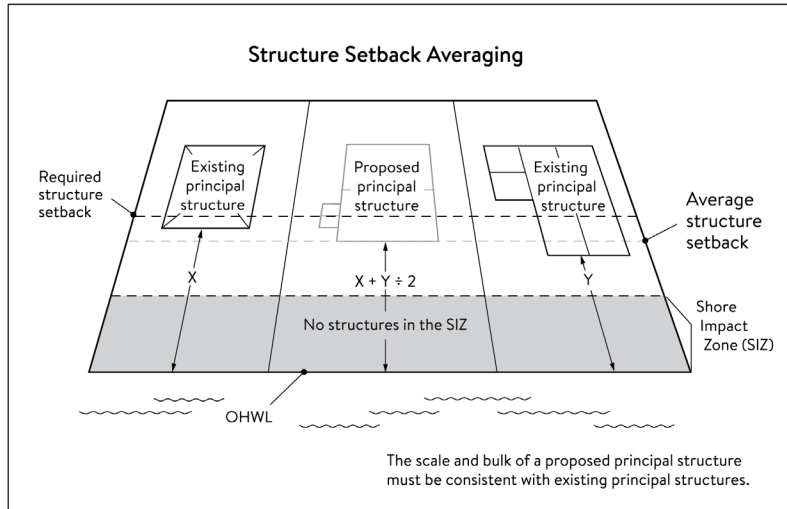 Structure Setback Averaging
Required
structure
setback
Existing
principal
structure
Proposed
principal
structure
Existing
principal
structure
Average
structure
setback
X
X + Y ÷ 2
Y
No structures in the SIZ
Shore
Impact
Zone (SIZ)
OHWL
The scale and bulk of a proposed principal structure
must be consistent with existing principal structures.